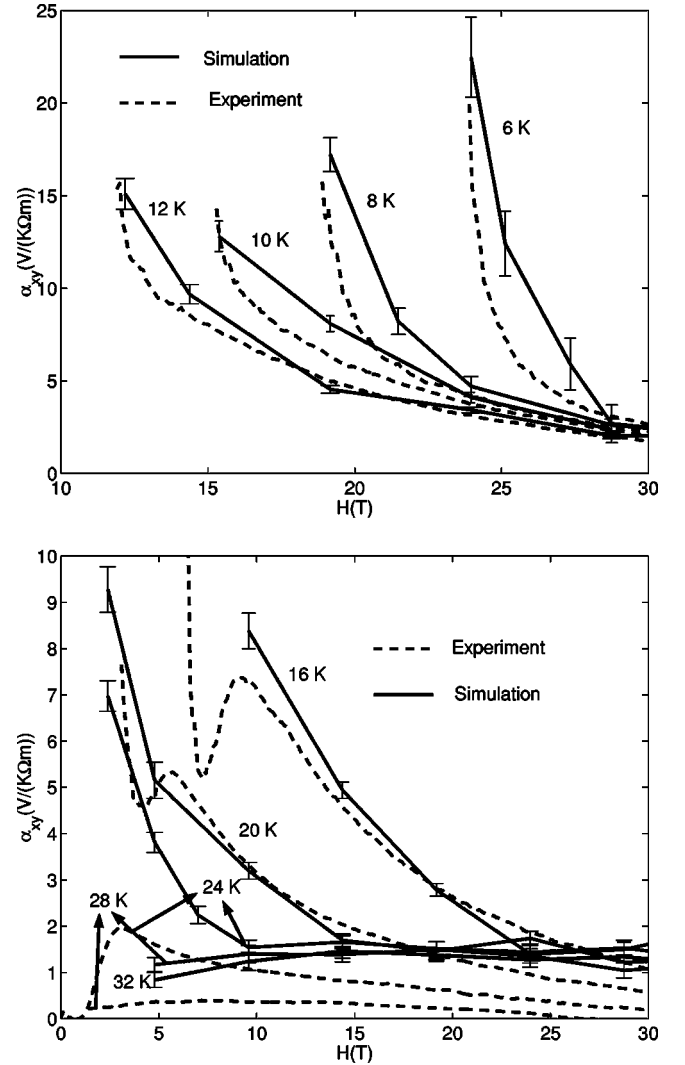 25
Simulation
Experiment
20
6 K
15
12 K
8 K
10 K
10
5
0
α_xy(V/(KΩm))
10
15
20
25
30
H(T)
10
9
8
Experiment
16 K
7
Simulation
6
5
20 K
4
3
28 K
24 K
2
1
32 K
0
α_xy(V/(KΩm))
0
5
10
15
20
25
30
H(T)